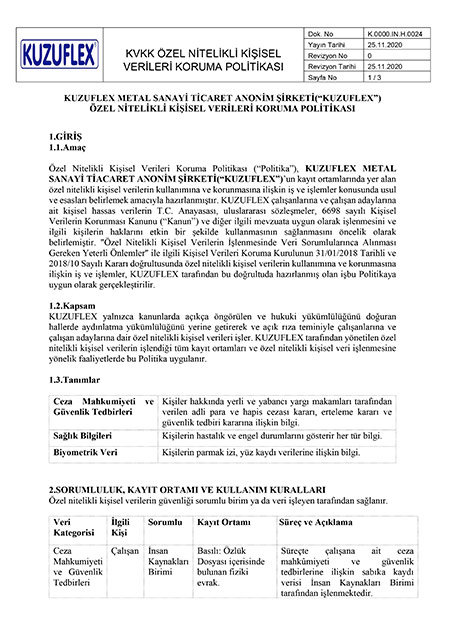 KUZUFLEX
KVKK ÖZEL NİTELİKLİ KİŞİSEL
VERİLERİ KORUMA POLİTİKASI
Dok. No K.0000.IN.H.0024
Yayın Tarihi 25.11.2020
Revizyon No 0
Revizyon Tarihi 25.11.2020
Sayfa No 1 / 3
KUZUFLEX METAL SANAYİ TİCARET ANONİM ŞİRKETİ("KUZUFLEX")
ÖZEL NİTELİKLİ KİŞİSEL VERİLERİ KORUMA POLİTİKASI
1.GİRİŞ
1.1.Amaç
Özel Nitelikli Kişisel Verileri Koruma Politikası ("Politika"), KUZUFLEX METAL
SANAYİ TİACARET ANONİM ŞİRKETİ("KUZUFLEX")'un kayıt ortamlarında yer alan
özel nitelikli kişisel verilerin kullanımına ve korunmasına ilişkin iş ve işlemler konusunda usul
ve esasları belirlemek amacıyla hazırlanmıştır. KUZUFLEX çalışanlarına ve çalışan adaylarına
ait kişisel hassas verilerin T.C. Anayasası, uluslararası sözleşmeler, 6698 sayılı Kişisel
Verilerin Korunması Kanunu ("Kanun") ve diğer ilgili mevzuata uygun olarak işlenmesini ve
ilgili kişilerin haklarını etkin bir şekilde kullanmasının sağlanmasını öncelik olarak
belirlemiştir. "Özel Nitelikli Kişisel Verilerin İşlenmesinde Veri Sorumlularınca Alınması
Gereken Yeterli Önlemler" ile ilgili Kişisel Verileri Koruma Kurulunun 31/01/2018 Tarihli ve
2018/10 Sayılı Kararı doğrultusunda özel nitelikli kişisel verilerin kullanımına ve korunmasına
ilişkin iş ve işlemler, KUZUFLEX tarafından bu doğrultuda hazırlanmış olan işbu Politikaya
uygun olarak gerçekleştirilir.
1.2.Kapsam
KUZUFLEX yalnızca kanunlarda açıkça öngörülen ve hukuki yükümlülüğünü doğuran
hallerde aydınlatma yükümlülüğünü yerine getirerek ve açık rıza teminiyle çalışanlarına ve
çalışan adaylarına dair özel nitelikli kişisel verileri işler. KUZUFLEX tarafından yönetilen özel
nitelikli kişisel verilerin işlendiği tüm kayıt ortamları ve özel nitelikli kişisel veri işlenmesine
yönelik faaliyetlerde bu Politika uygulanır.
1.3.Tanımlar
Ceza Mahkumiyeti ve Güvenlik Tedbirleri
Kişiler hakkında yerli ve yabancı yargı makamları tarafından
verilen adli para ve hapis cezası kararı, erteleme kararı ve
güvenlik tedbiri kararına ilişkin bilgi.
Sağlık Bilgileri Kişilerin hastalık ve engel durumlarını gösterir her tür bilgi.
Biyometrik Veri Kişilerin parmak izi, yüz kaydı verilerine ilişkin bilgi.
2.SORUMLULUK, KAYIT ORTAMI VE KULLANIM KURALLARI
Özel nitelikli kişisel verilerin güvenliği sorumlu birim ya da veri işleyen tarafından sağlanır.
Veri Kategorisi İlgili Kişi Sorumlu Kayıt Ortamı Süreç ve Açıklama
Ceza Mahkumiyeti ve Güvenlik Tedbirleri
Çalışan
İnsan Kaynakları Birimi
Basılı: Özlük Dosyası içerisinde bulunan fiziki evrak.
Süreçte çalışana ait ceza
mahkûmiyeti ve güvenlik
tedbirlerine ilişkin sabıka kaydı
verisi İnsan Kaynakları Birimi
tarafından işlenmektedir.